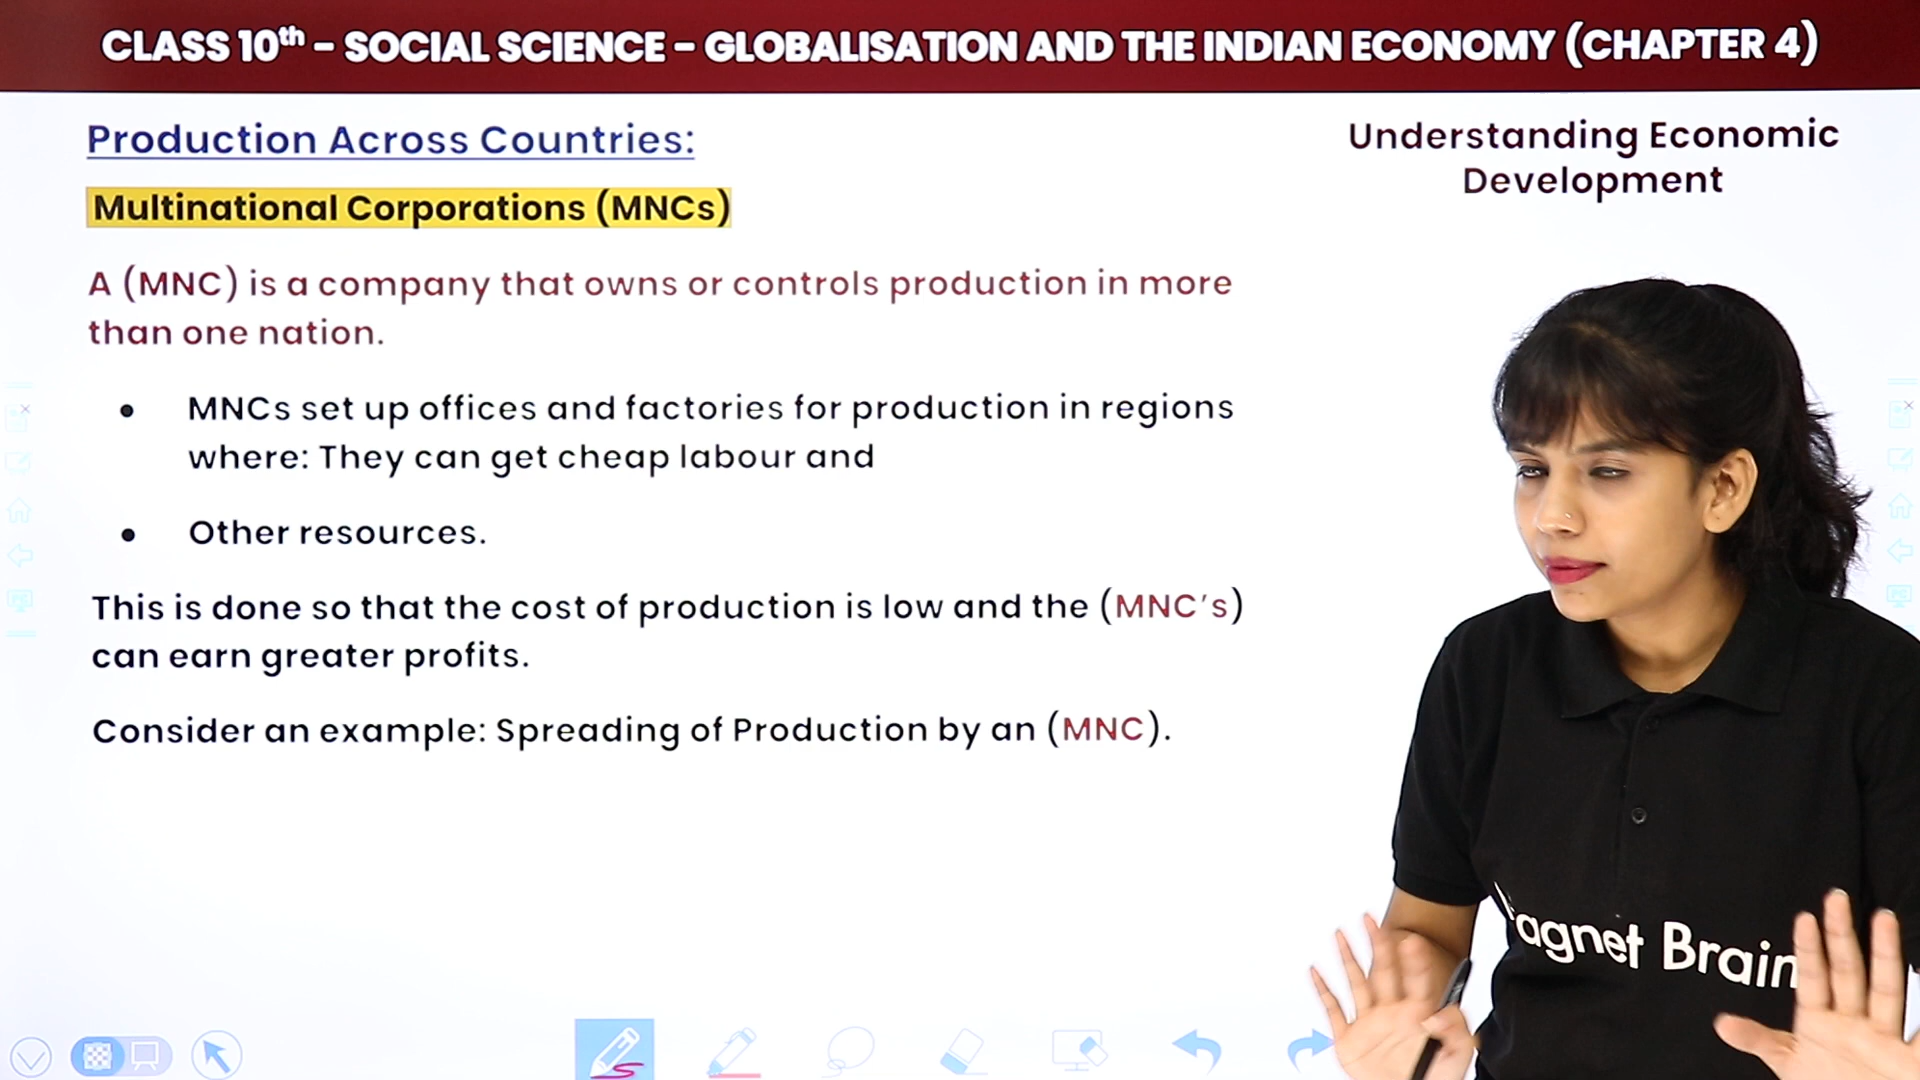 CLASS 10th – SOCIAL SCIENCE – GLOBALISATION AND THE INDIAN ECONOMY (CHAPTER 4)
Production Across Countries:
Understanding Economic
Development
Multinational Corporations (MNCs)
A (MNC) is a company that owns or controls production in more
than one nation.
• MNCs set up offices and factories for production in regions
where: They can get cheap labour and
• Other resources.
This is done so that the cost of production is low and the (MNC's)
can earn greater profits.
Consider an example: Spreading of Production by an (MNC).
agnet Brain